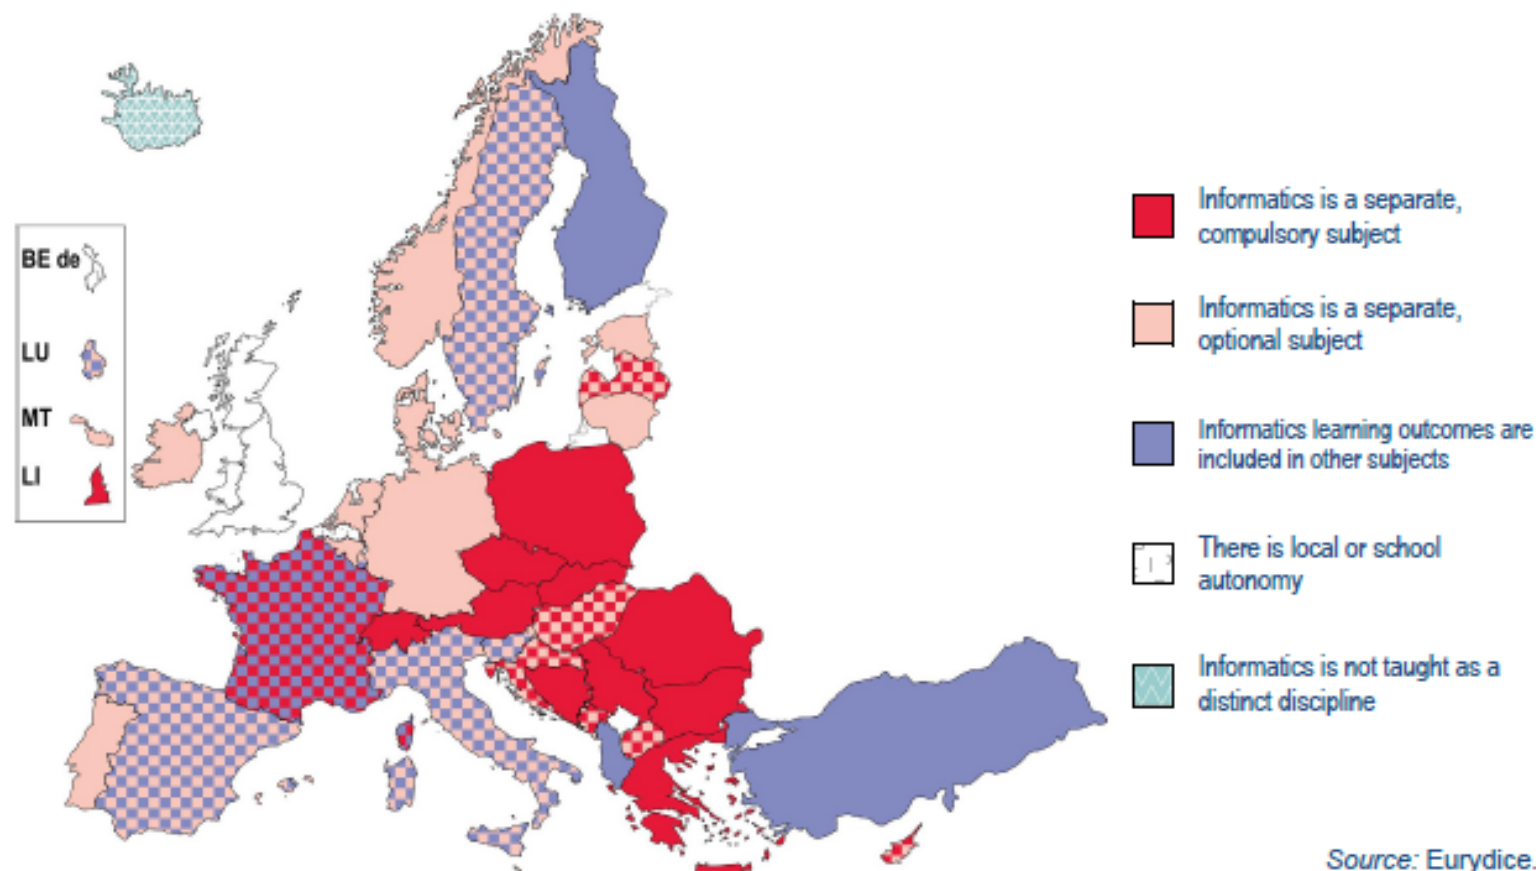 BE de
LU
MT
LI
Informatics is a separate,
compulsory subject
Informatics is a separate,
optional subject
Informatics learning outcomes are
included in other subjects
There is local or school
autonomy
Informatics is not taught as a
distinct discipline
Source: Eurydice.